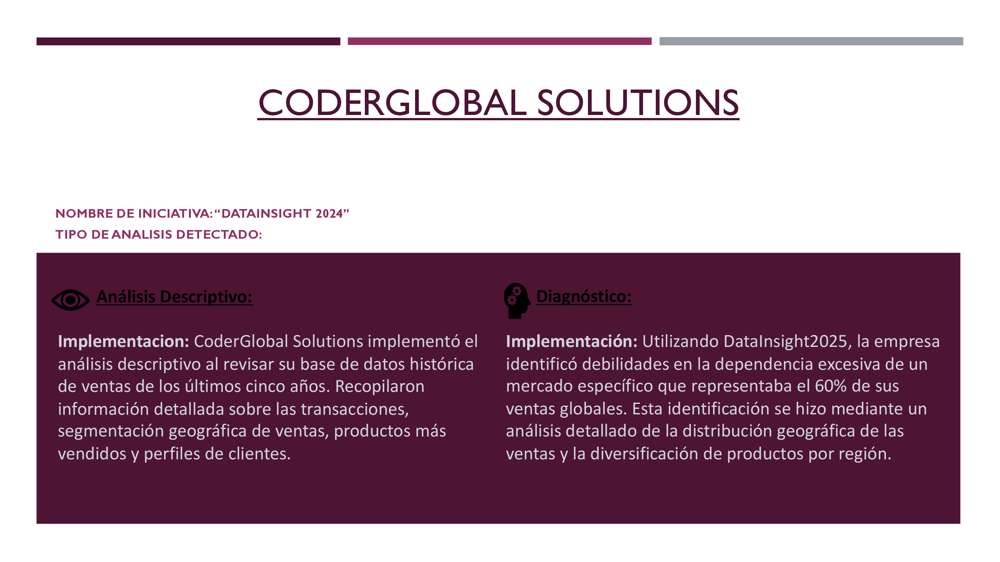 CODERGLOBAL SOLUTIONS
NOMBRE DE INICIATIVA: “DATAINSIGHT 2024”
TIPO DE ANALISIS DETECTADO:
Análisis Descriptivo:
Implementacion: CoderGlobal Solutions implementó el
análisis descriptivo al revisar su base de datos histórica
de ventas de los últimos cinco años. Recopilaron
información detallada sobre las transacciones,
segmentación geográfica de ventas, productos más
vendidos y perfiles de clientes.
Diagnóstico:
Implementación: Utilizando DataInsight2025, la empresa
identificó debilidades en la dependencia excesiva de un
mercado específico que representaba el 60% de sus
ventas globales. Esta identificación se hizo mediante un
análisis detallado de la distribución geográfica de las
ventas y la diversificación de productos por región.